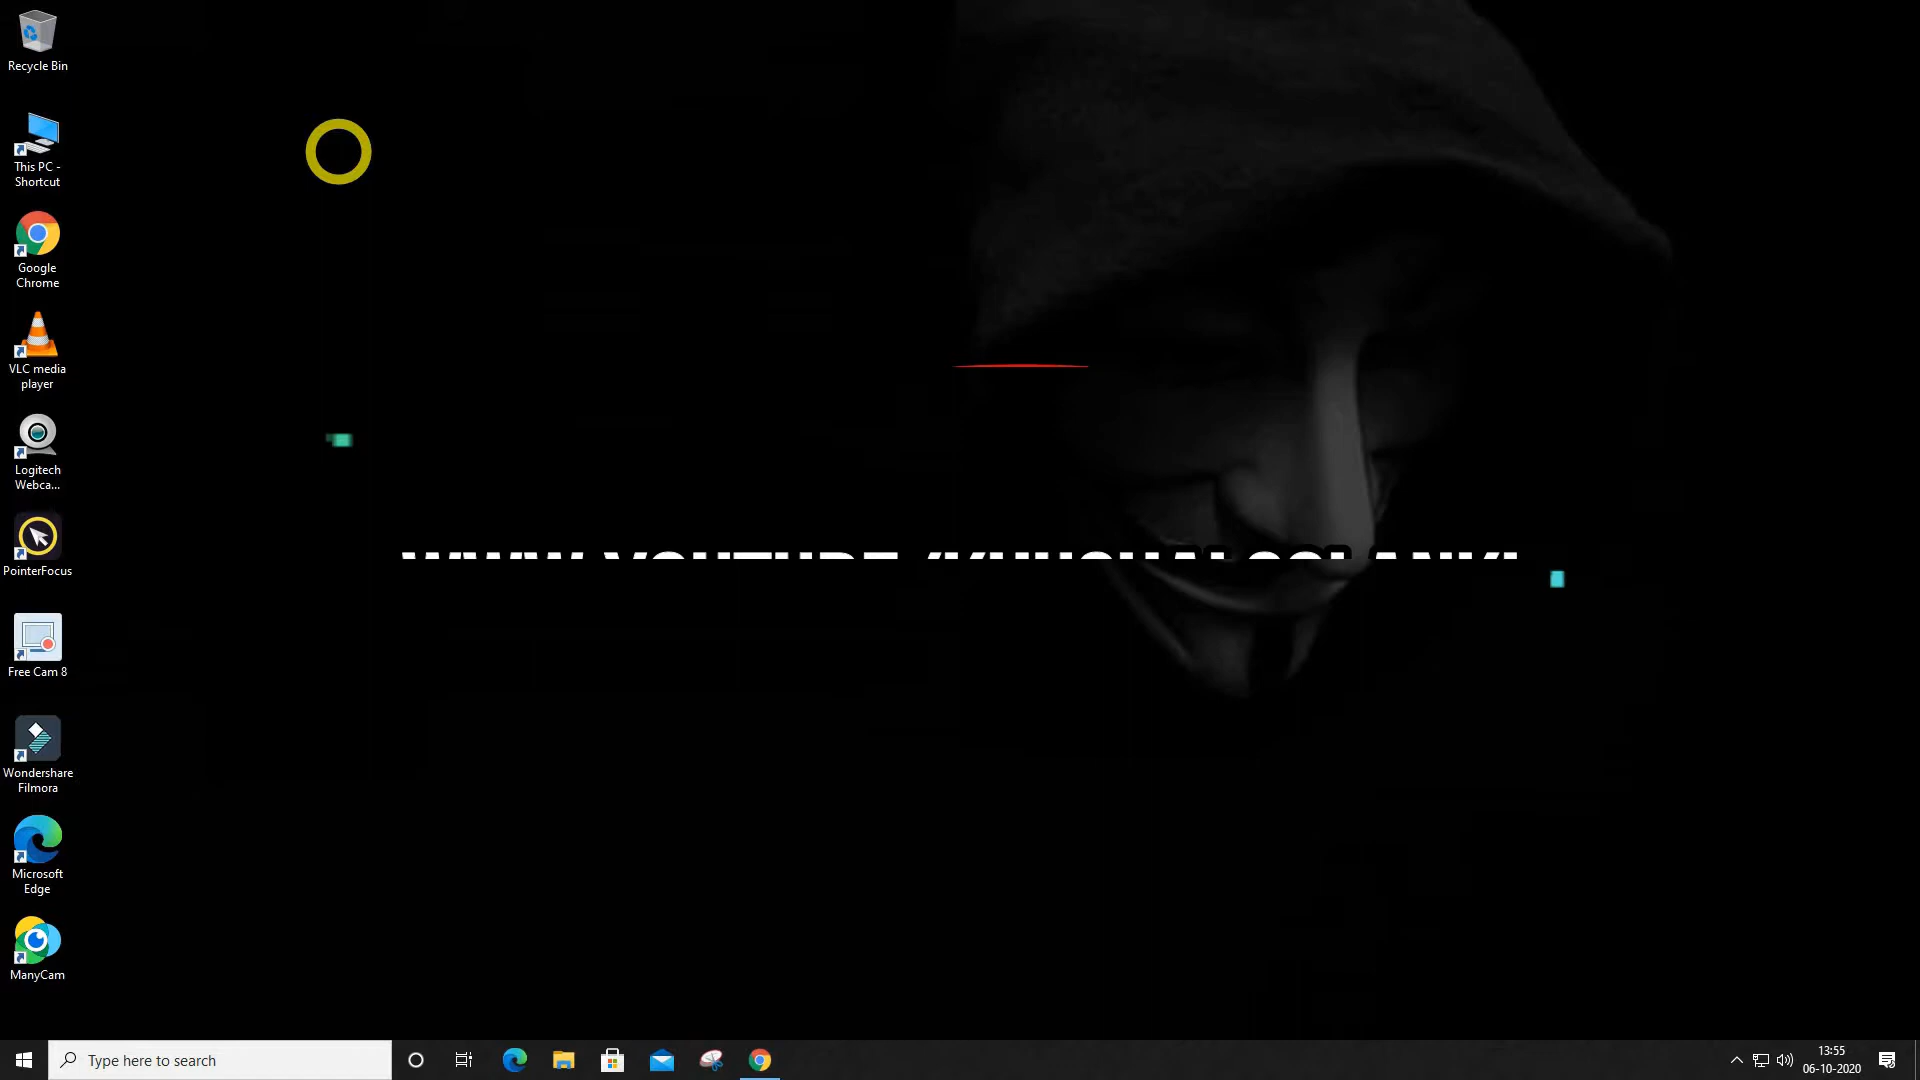 Recycle Bin
This PC -
Shortcut
Google
Chrome
VLC media
player
Logitech
Webca...
PointerFocus
Free Cam 8
Wondershare
Filmora
Microsoft
Edge
ManyCam
Type here to search
13:55
06-10-2020